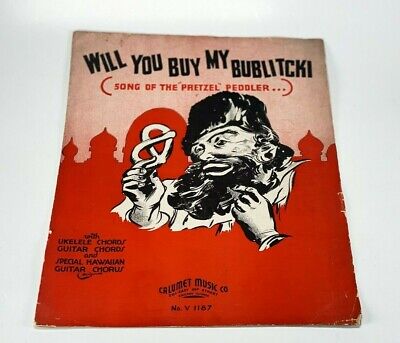 WILL YOU BUY MY BUBLITCKI
(SONG OF THE "PRETZEL" PEDDLER...)
with
UKELELE CHORDS
GUITAR CHORDS
and
SPECIAL HAWAIIAN
GUITAR CHORUS
CALUMET MUSIC CO.
No. V 1187